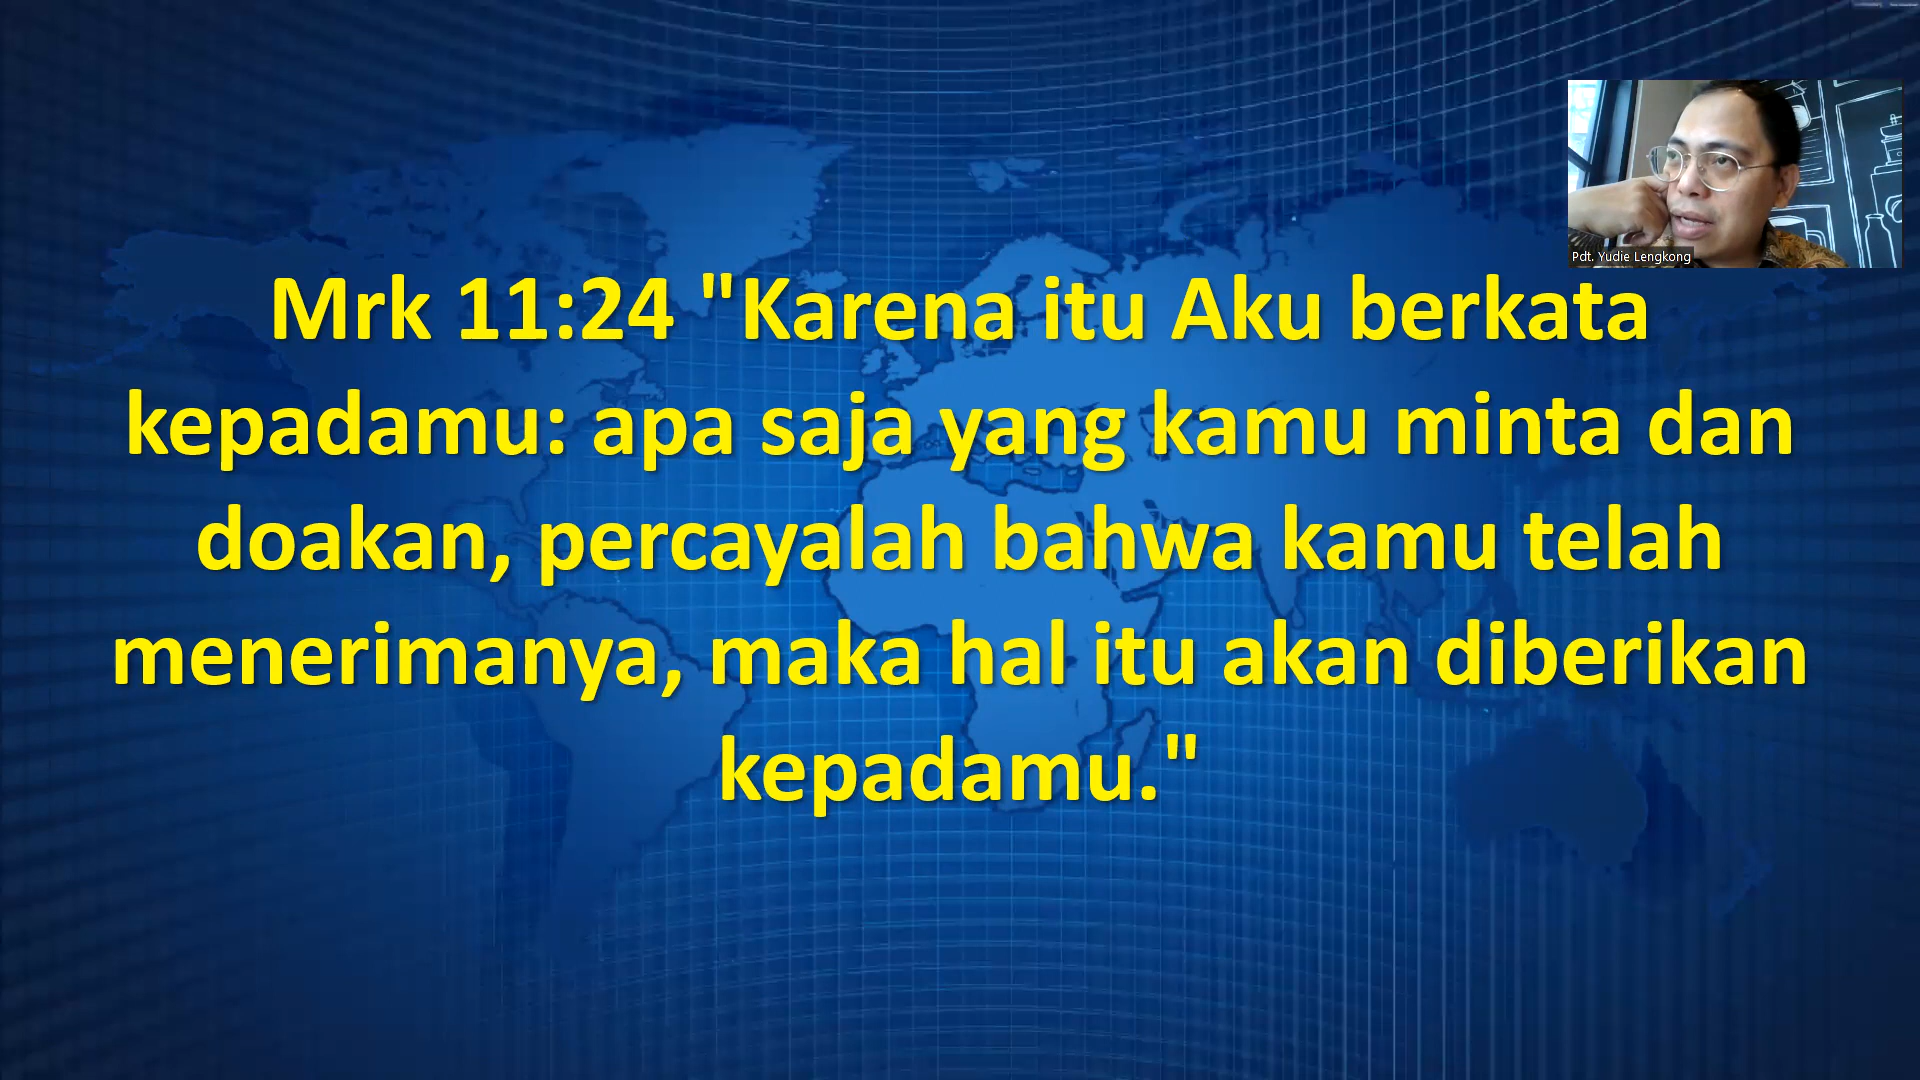 Pdt. Yudie Lengkong
Mrk 11:24 "Karena itu Aku berkata
kepadamu: apa saja yang kamu minta dan
doakan, percayalah bahwa kamu telah
menerimanya, maka hal itu akan diberikan
kepadamu."